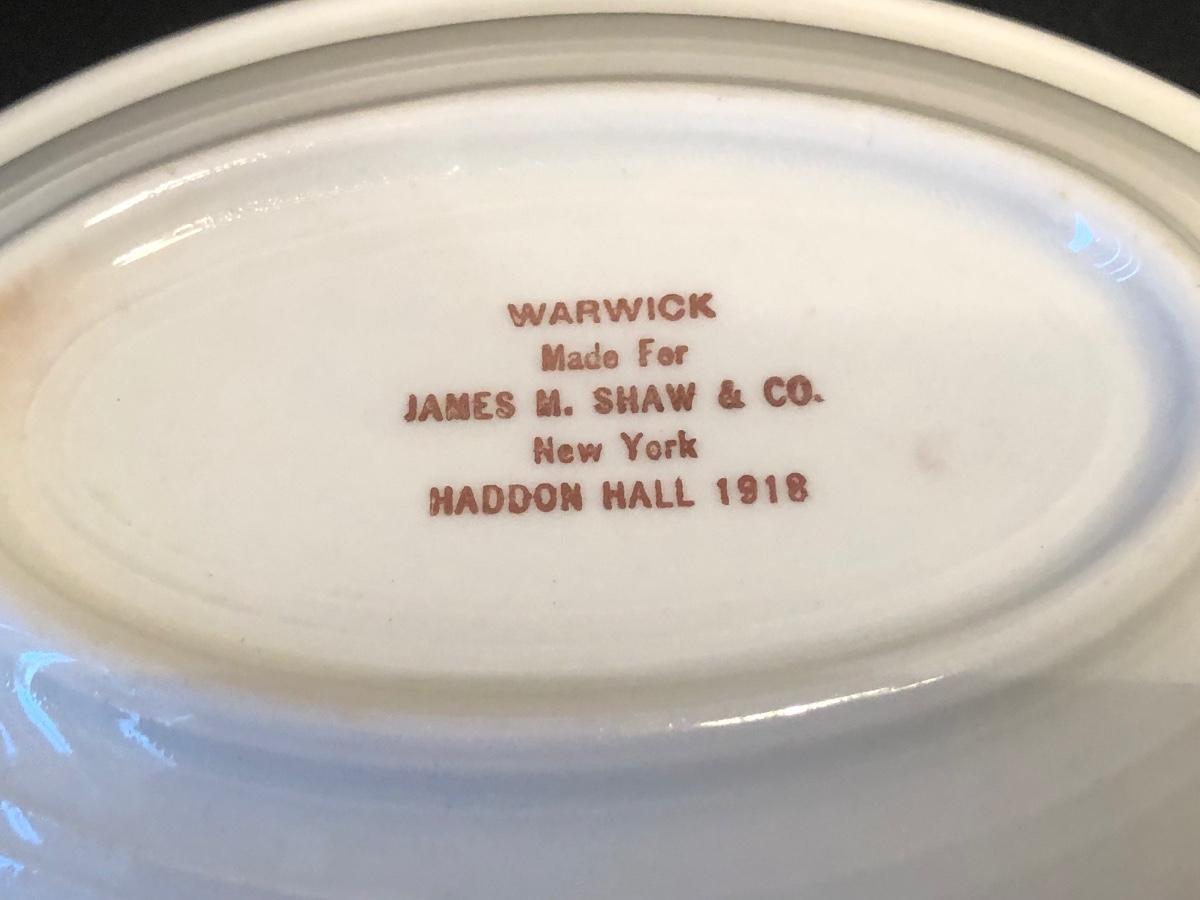 WARWICK
Made For
JAMES M. SHAW & CO.
New York
HADDON HALL 1918